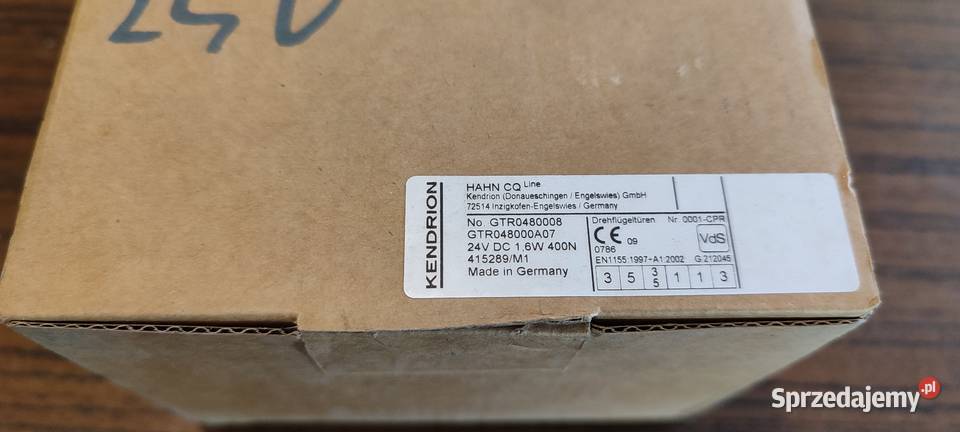 24V
KENDRION
HAHN CQ Line
Kendrion (Donaueschingen / Engelswies) GmbH
72514 Inzigkofen-Engelswies / Germany
No. GTR0480008
GTR048000A07
24V DC 1,6W 400N
415289/M1
Made in Germany
Drehflügeltüren Nr. 0001-CPR
CE 09
0786
VdS
EN1155:1997-A1:2002 G 212045
3 5 3/5 1 1 3
Sprzedajemy.pl